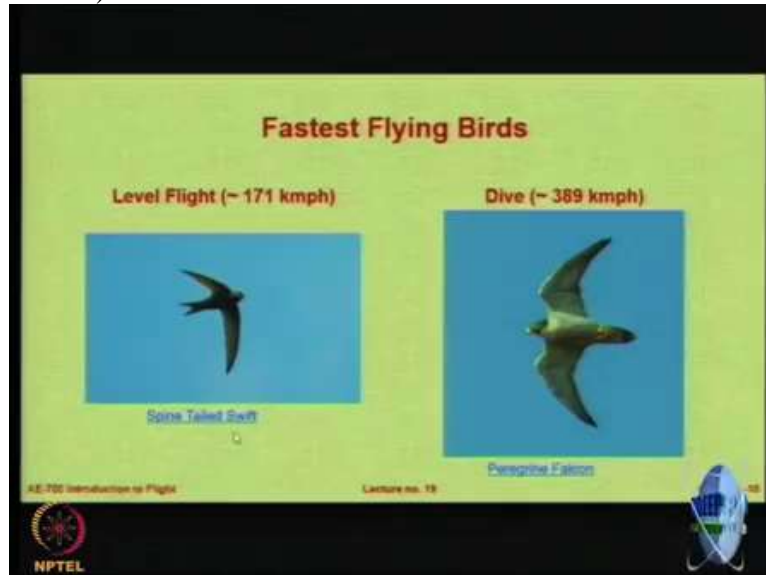 Fastest Flying Birds
Level Flight (~ 171 kmph)
Dive (~ 389 kmph)
Spine Tailed Swift
Peregrine Falcon
AE-705 Introduction to Flight
Lecture no. 19
NPTEL